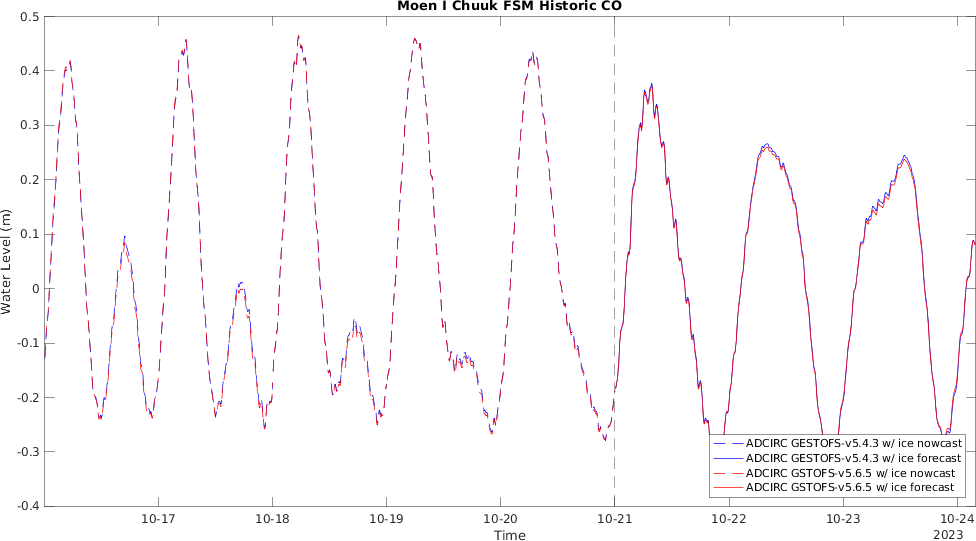 Moen I Chuuk FSM Historic CO
0.5
0.4
0.3
0.2
0.1
0
-0.1
-0.2
-0.3
-0.4
Water Level (m)
ADCIRC GESTOFS-v5.4.3 w/ ice nowcast
ADCIRC GESTOFS-v5.4.3 w/ ice forecast
ADCIRC GSTOFS-v5.6.5 w/ ice nowcast
ADCIRC GSTOFS-v5.6.5 w/ ice forecast
10-17 10-18 10-19 10-20 10-21 10-22 10-23 10-24
Time 2023